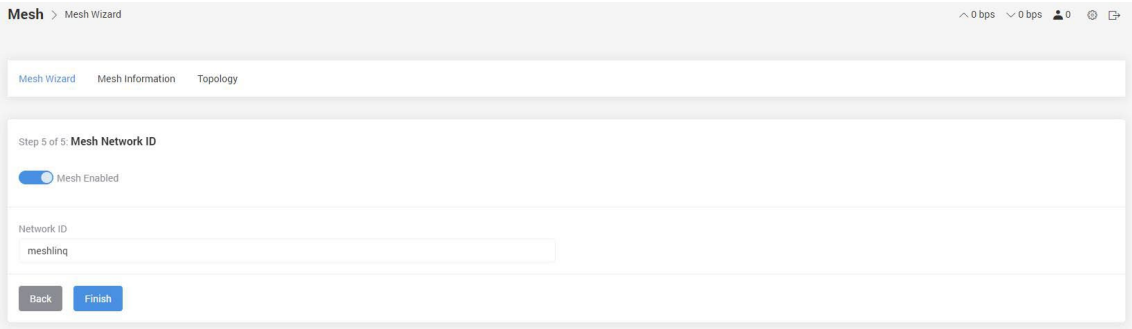 Mesh > Mesh Wizard
0 bps 0 bps 0
Mesh Wizard Mesh Information Topology
Step 5 of 5: Mesh Network ID
Mesh Enabled
Network ID
meshlinq
Back Finish